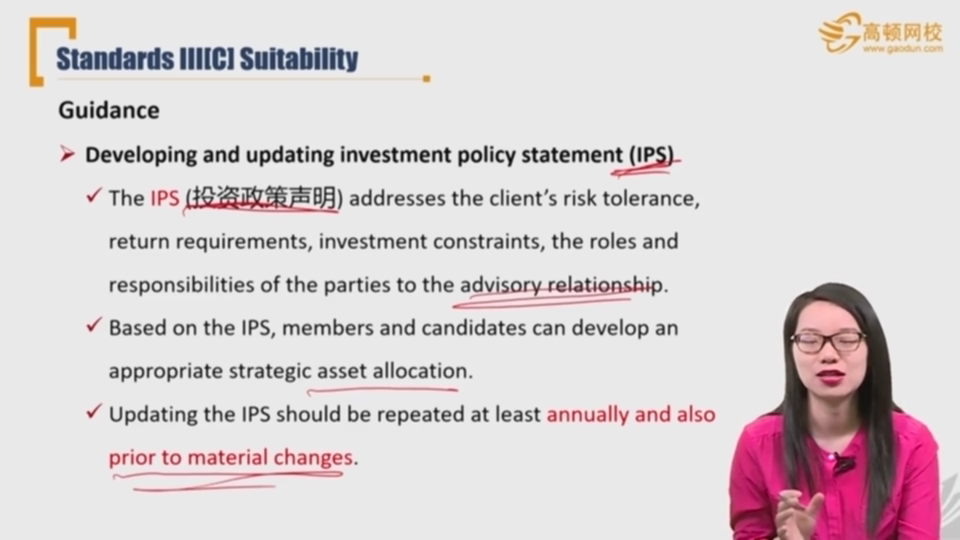 高顿网校
www.gaodun.com
Standards III[C] Suitability
Guidance
Developing and updating investment policy statement (IPS)
The IPS (投资政策声明) addresses the client's risk tolerance,
return requirements, investment constraints, the roles and
responsibilities of the parties to the advisory relationship.
Based on the IPS, members and candidates can develop an
appropriate strategic asset allocation.
Updating the IPS should be repeated at least annually and also
prior to material changes.